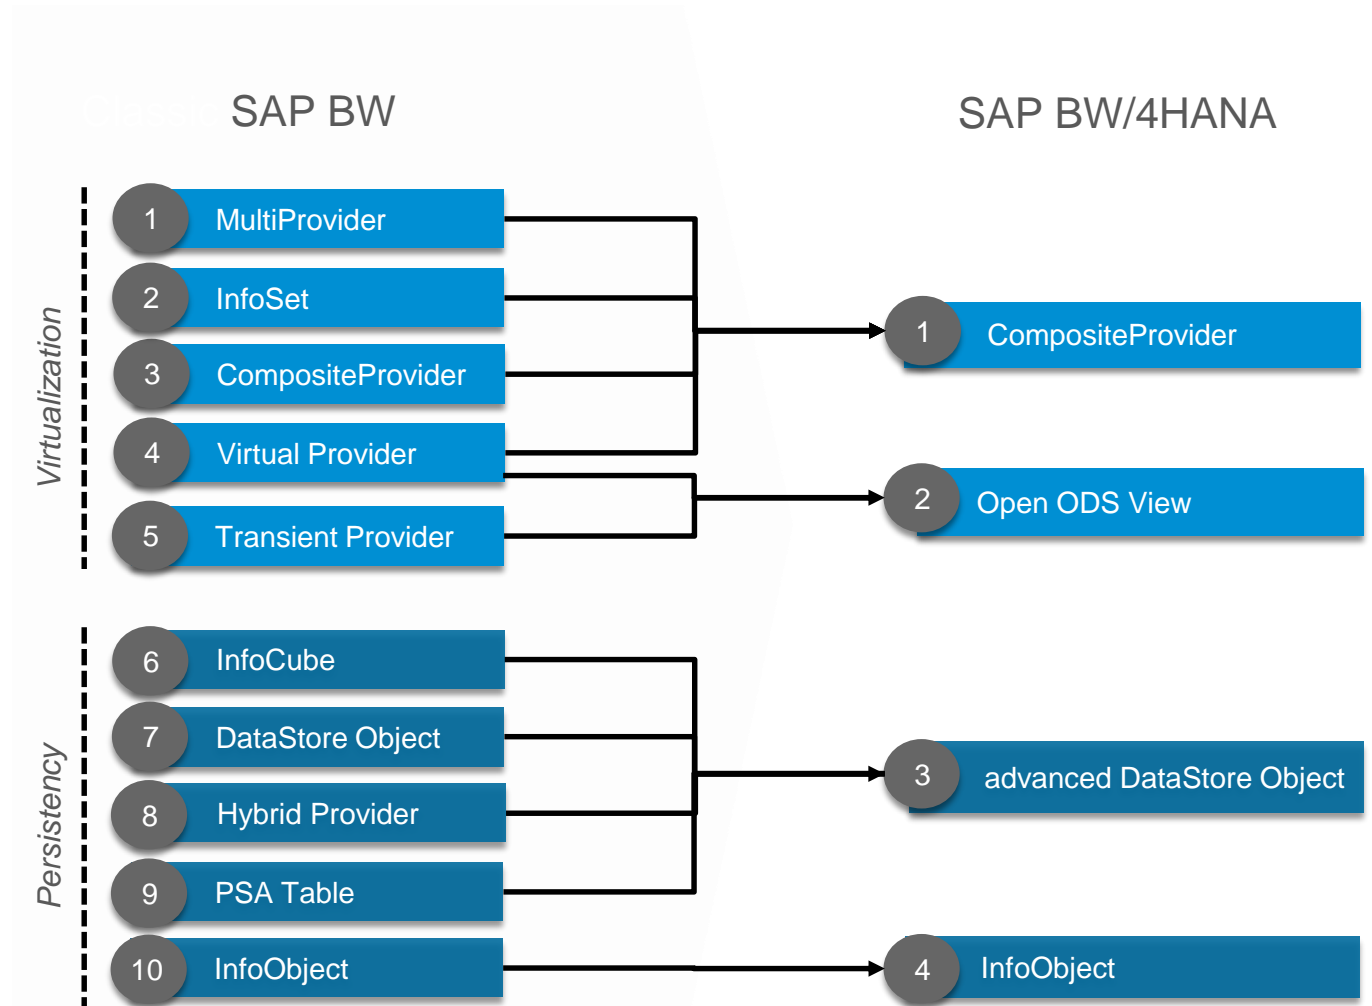 Classic SAP BW
SAP BW/4HANA
Virtualization
1 MultiProvider
2 InfoSet
3 CompositeProvider
4 Virtual Provider
5 Transient Provider
1 CompositeProvider
2 Open ODS View
Persistency
6 InfoCube
7 DataStore Object
8 Hybrid Provider
9 PSA Table
10 InfoObject
3 advanced DataStore Object
4 InfoObject